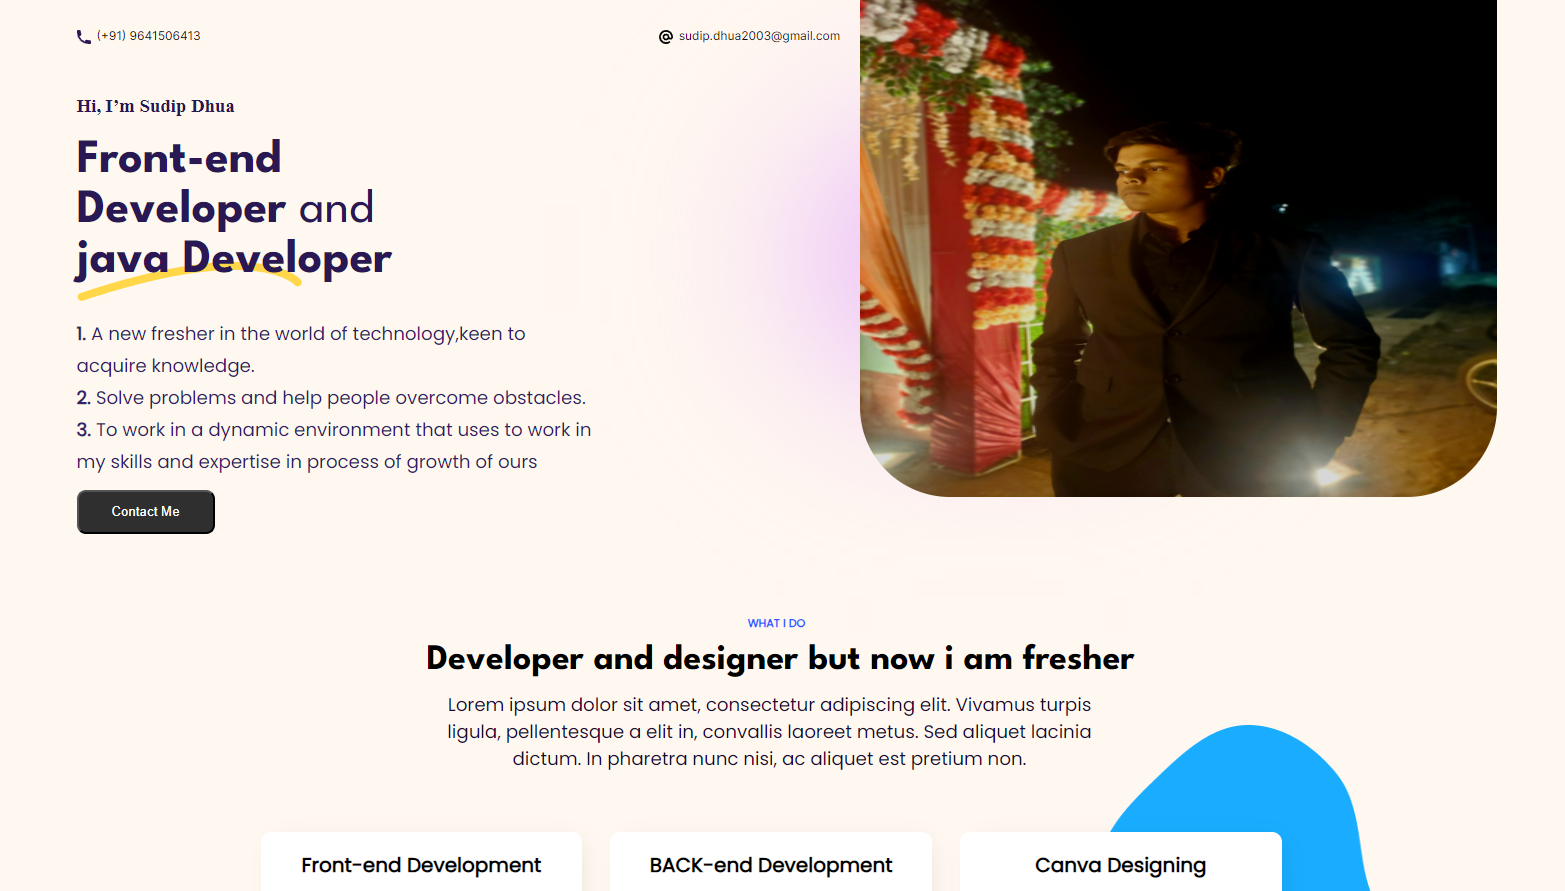 (+91) 9641506413
sudip.dhua2003@gmail.com
Hi, I’m Sudip Dhua
Front-end
Developer and
java Developer
1. A new fresher in the world of technology,keen to
acquire knowledge.
2. Solve problems and help people overcome obstacles.
3. To work in a dynamic environment that uses to work in
my skills and expertise in process of growth of ours
Contact Me
WHAT I DO
Developer and designer but now i am fresher
Lorem ipsum dolor sit amet, consectetur adipiscing elit. Vivamus turpis
ligula, pellentesque a elit in, convallis laoreet metus. Sed aliquet lacinia
dictum. In pharetra nunc nisi, ac aliquet est pretium non.
Front-end Development
BACK-end Development
Canva Designing